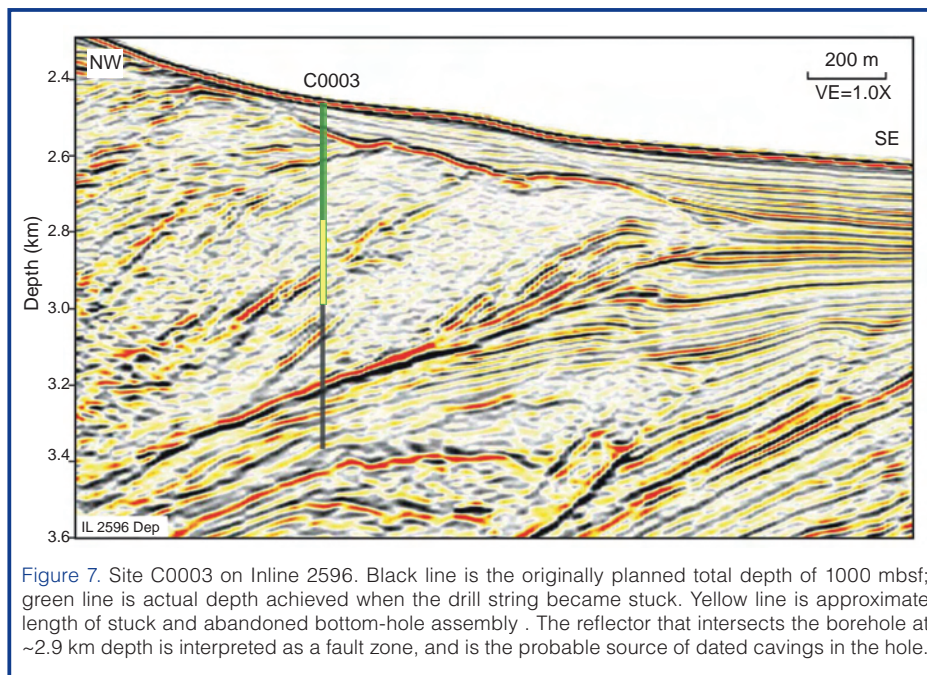 NW
C0003
200 m
VE=1.0X
SE
2.4
2.6
2.8
3.0
3.2
3.4
3.6
Depth (km)
IL 2596 Dep
Figure 7. Site C0003 on Inline 2596. Black line is the originally planned total depth of 1000 mbsf;
green line is actual depth achieved when the drill string became stuck. Yellow line is approximate
length of stuck and abandoned bottom-hole assembly . The reflector that intersects the borehole at
~2.9 km depth is interpreted as a fault zone, and is the probable source of dated cavings in the hole.